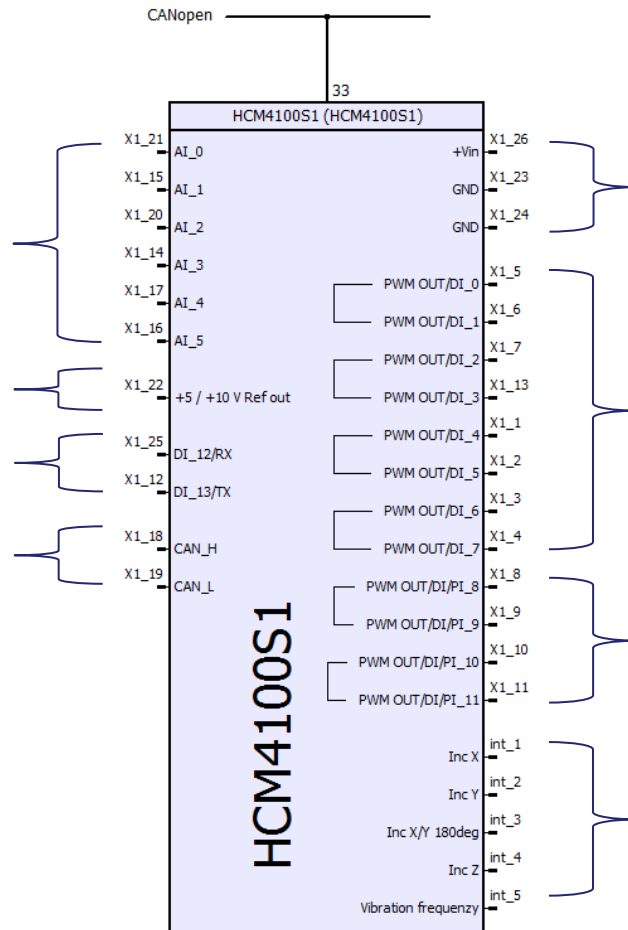 CANopen
33
HCM4100S1 (HCM4100S1)
X1_21 AI_0
X1_15 AI_1
X1_20 AI_2
X1_14 AI_3
X1_17 AI_4
X1_16 AI_5
X1_22 +5 / +10 V Ref out
X1_25 DI_12/RX
X1_12 DI_13/TX
X1_18 CAN_H
X1_19 CAN_L
HCM4100S1
+Vin X1_26
GND X1_23
GND X1_24
PWM OUT/DI_0 X1_5
PWM OUT/DI_1 X1_6
PWM OUT/DI_2 X1_7
PWM OUT/DI_3 X1_13
PWM OUT/DI_4 X1_1
PWM OUT/DI_5 X1_2
PWM OUT/DI_6 X1_3
PWM OUT/DI_7 X1_4
PWM OUT/DI/PI_8 X1_8
PWM OUT/DI/PI_9 X1_9
PWM OUT/DI/PI_10 X1_10
PWM OUT/DI/PI_11 X1_11
Inc X int_1
Inc Y int_2
Inc X/Y 180deg int_3
Inc Z int_4
Vibration frequenzy int_5